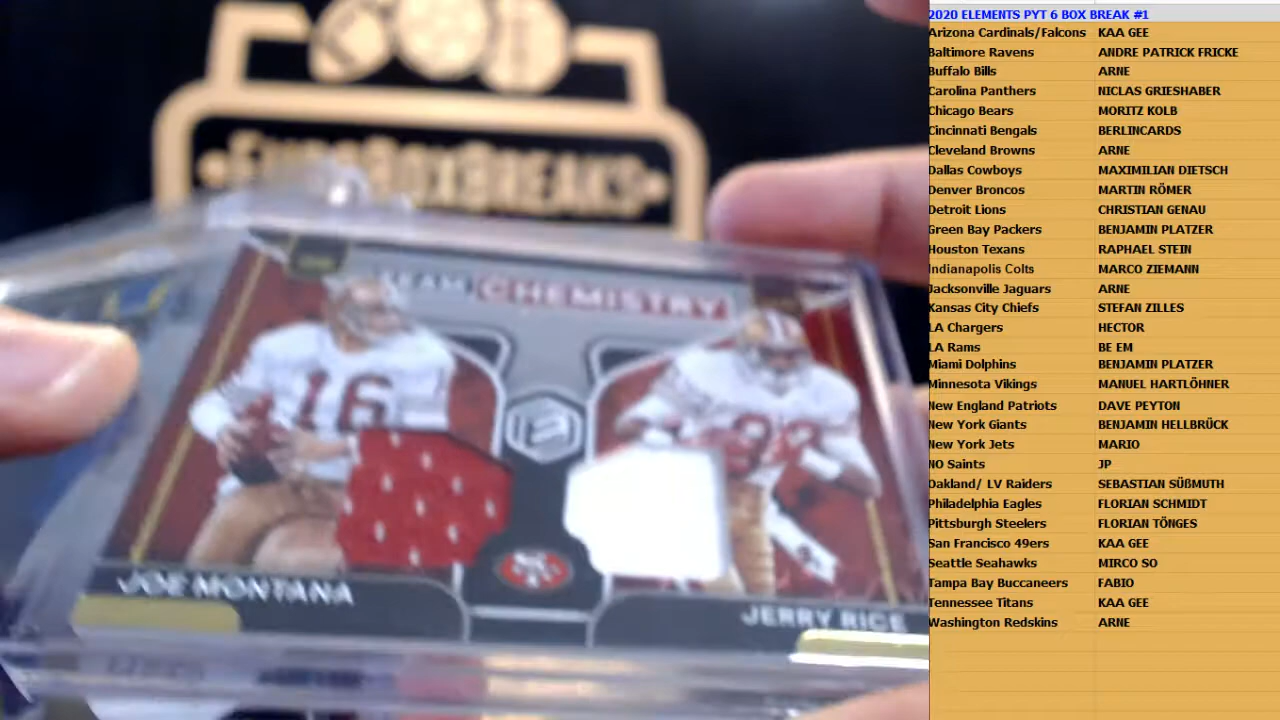 EUROBOXBREAKS
TEAM CHEMISTRY
16
JOE MONTANA
JERRY RICE
2020 ELEMENTS PYT 6 BOX BREAK #1
Arizona Cardinals/Falcons KAA GEE
Baltimore Ravens ANDRE PATRICK FRICKE
Buffalo Bills ARNE
Carolina Panthers NICLAS GRIESHABER
Chicago Bears MORITZ KOLB
Cincinnati Bengals BERLINCARDS
Cleveland Browns ARNE
Dallas Cowboys MAXIMILIAN DIETSCH
Denver Broncos MARTIN RÖMER
Detroit Lions CHRISTIAN GENAU
Green Bay Packers BENJAMIN PLATZER
Houston Texans RAPHAEL STEIN
Indianapolis Colts MARCO ZIEMANN
Jacksonville Jaguars ARNE
Kansas City Chiefs STEFAN ZILLES
LA Chargers HECTOR
LA Rams BE EM
Miami Dolphins BENJAMIN PLATZER
Minnesota Vikings MANUEL HARTLÖHNER
New England Patriots DAVE PEYTON
New York Giants BENJAMIN HELLBRÜCK
New York Jets MARIO
NO Saints JP
Oakland/ LV Raiders SEBASTIAN SÜßMUTH
Philadelphia Eagles FLORIAN SCHMIDT
Pittsburgh Steelers FLORIAN TÖNGES
San Francisco 49ers KAA GEE
Seattle Seahawks MIRCO SO
Tampa Bay Buccaneers FABIO
Tennessee Titans KAA GEE
Washington Redskins ARNE